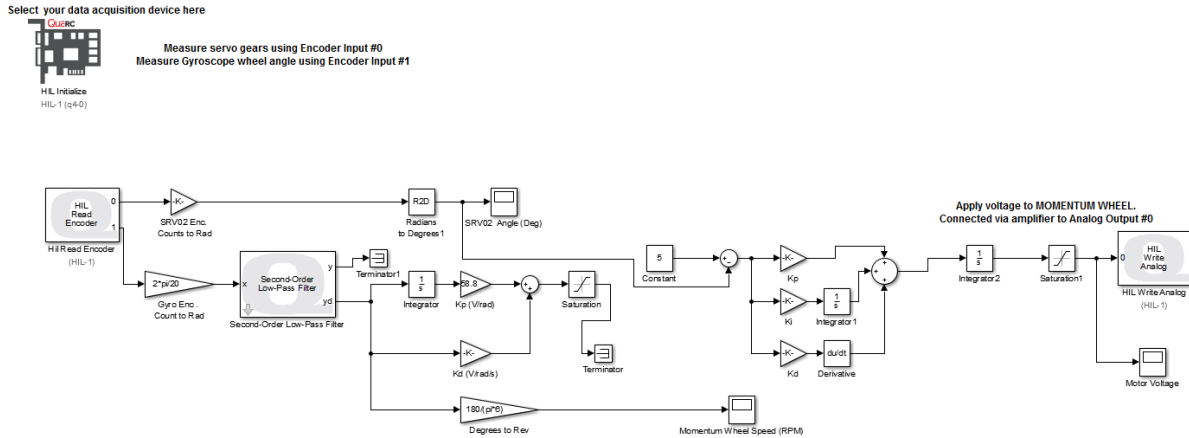 Select your data acquisition device here
QUARC
HIL Initialize
HIL-1 (q4-0)
Measure servo gears using Encoder Input #0
Measure Gyroscope wheel angle using Encoder Input #1
HIL
Read
Encoder
0
1
Hil Read Encoder
(HIL-1)
-K-
SRV02 Enc.
Counts to Rad
R2D
Radians
to Degrees1
SRV02 Angle (Deg)
2*pi/20
Gyro Enc .
Count to Rad
x
Second-Order
Low-Pass Filter
y
yd
Second-Order Low-Pass Filter
Terminator1
1
s
Integrator
58.8
Kp (V/rad)
+
+
Saturation
Terminator
-K-
Kd (V/rad/s)
180/(pi*6)
Degrees to Rev
Momentum Wheel Speed (RPM)
5
Constant
+
-
-K-
Kp
-K-
Ki
1
s
Integrator1
-K-
Kd
du/dt
Derivative
+
+
+
1
s
Integrator2
Saturation1
Apply voltage to MOMENTUM WHEEL.
Connected via amplifier to Analog Output #0
0
HIL
Write
Analog
HIL Write Analog
(HIL-1)
Motor Voltage